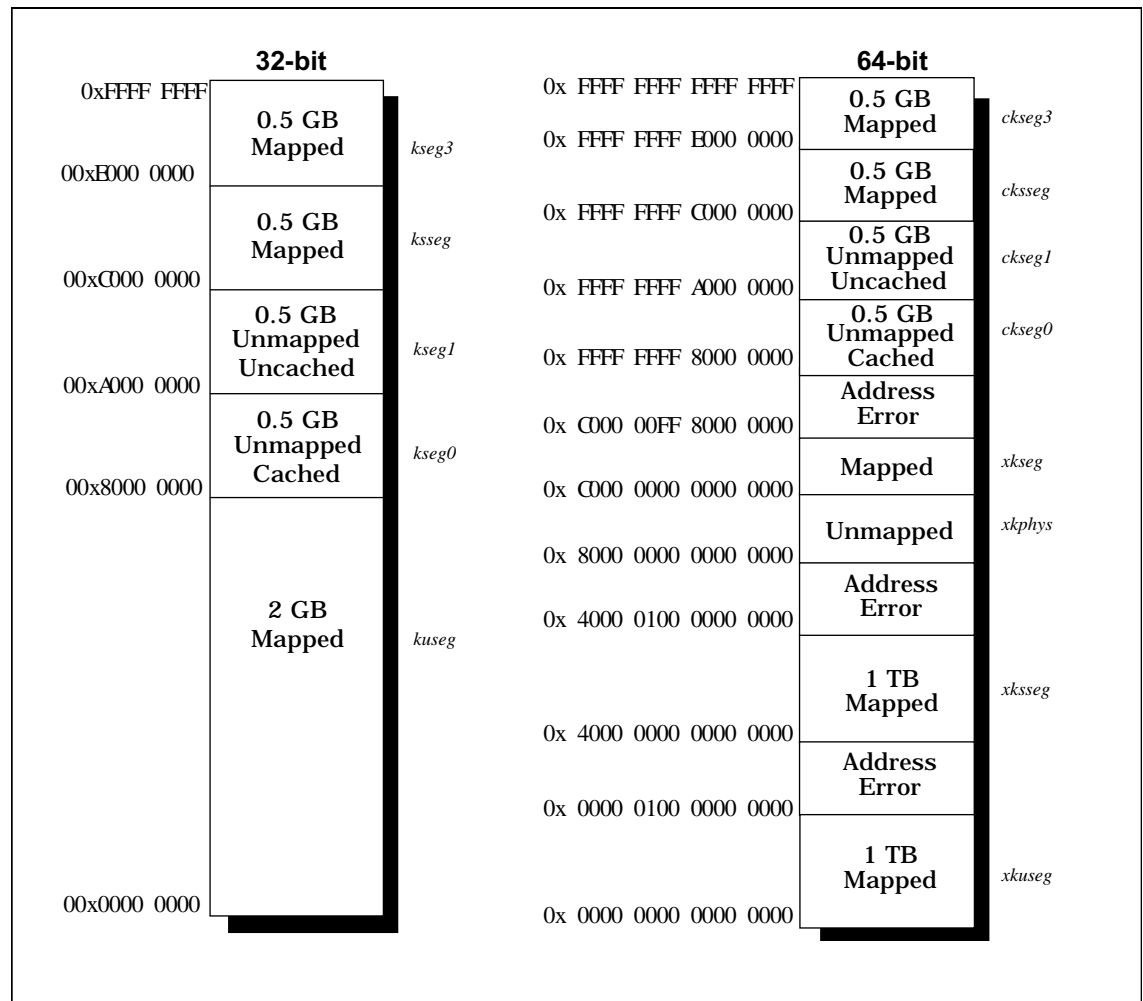 32-bit
0xFFFF FFFF
0.5 GB
Mapped
kseg3
00xE000 0000
0.5 GB
Mapped
ksseg
00xC000 0000
0.5 GB
Unmapped
Uncached
kseg1
00xA000 0000
0.5 GB
Unmapped
Cached
kseg0
00x8000 0000
2 GB
Mapped
kuseg
00x0000 0000
64-bit
0x FFFF FFFF FFFF FFFF
0.5 GB
Mapped
ckseg3
0x FFFF FFFF E000 0000
0.5 GB
Mapped
cksseg
0x FFFF FFFF C000 0000
0.5 GB
Unmapped
Uncached
ckseg1
0x FFFF FFFF A000 0000
0.5 GB
Unmapped
Cached
ckseg0
0x FFFF FFFF 8000 0000
Address
Error
0x C000 00FF 8000 0000
Mapped
xkseg
0x C000 0000 0000 0000
Unmapped
xkphys
0x 8000 0000 0000 0000
Address
Error
0x 4000 0100 0000 0000
1 TB
Mapped
xksseg
0x 4000 0000 0000 0000
Address
Error
0x 0000 0100 0000 0000
1 TB
Mapped
xkuseg
0x 0000 0000 0000 0000